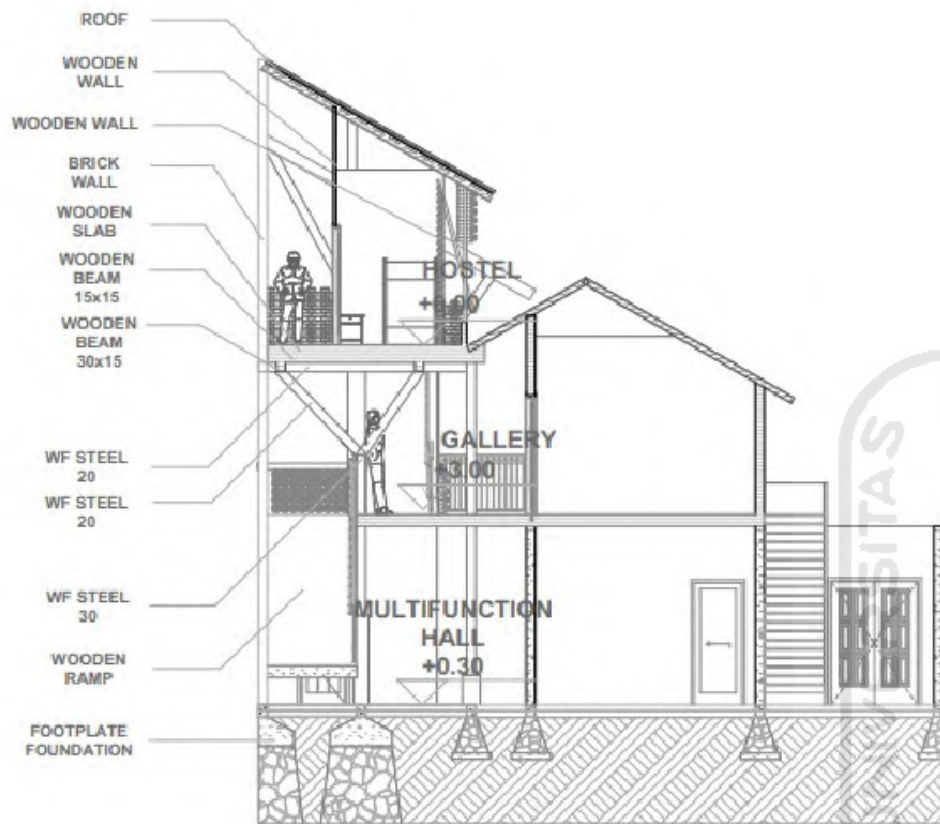 ROOF
WOODEN
WALL
WOODEN WALL
BRICK
WALL
WOODEN
SLAB
WOODEN
BEAM
15x15
WOODEN
BEAM
30x15
WF STEEL
20
WF STEEL
20
WF STEEL
30
WOODEN
RAMP
FOOTPLATE
FOUNDATION
HOSTEL
GALLERY
+3.00
MULTIFUNCTION
HALL
+0.30
SITAS